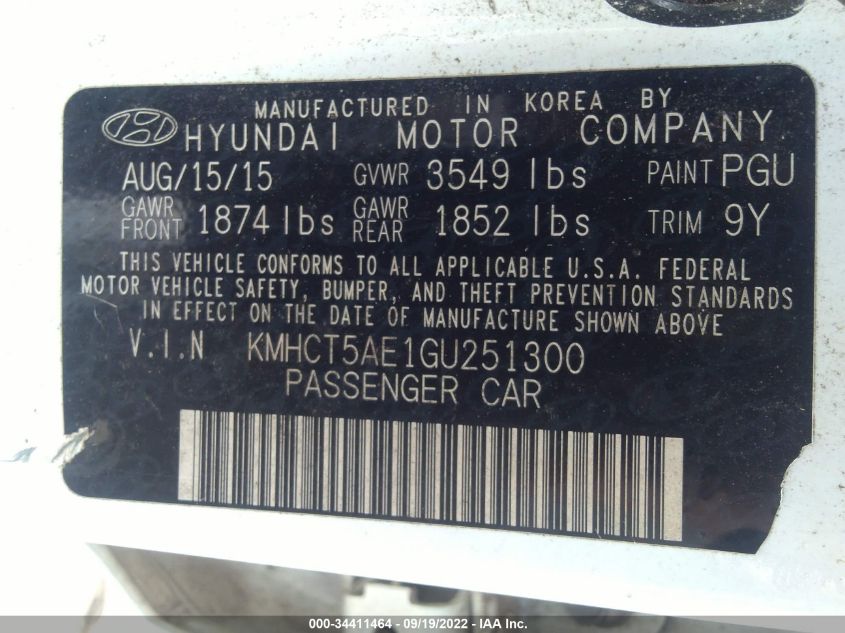 MANUFACTURED IN KOREA BY
HYUNDAI MOTOR COMPANY
AUG/15/15 GVWR 3549 lbs PAINT PGU
GAWR FRONT 1874 lbs GAWR REAR 1852 lbs TRIM 9Y
THIS VEHICLE CONFORMS TO ALL APPLICABLE U.S.A. FEDERAL
MOTOR VEHICLE SAFETY, BUMPER, AND THEFT PREVENTION STANDARDS
IN EFFECT ON THE DATE OF MANUFACTURE SHOWN ABOVE
V.I.N KMHCT5AE1GU251300
PASSENGER CAR
000-34411464 - 09/19/2022 - IAA Inc.